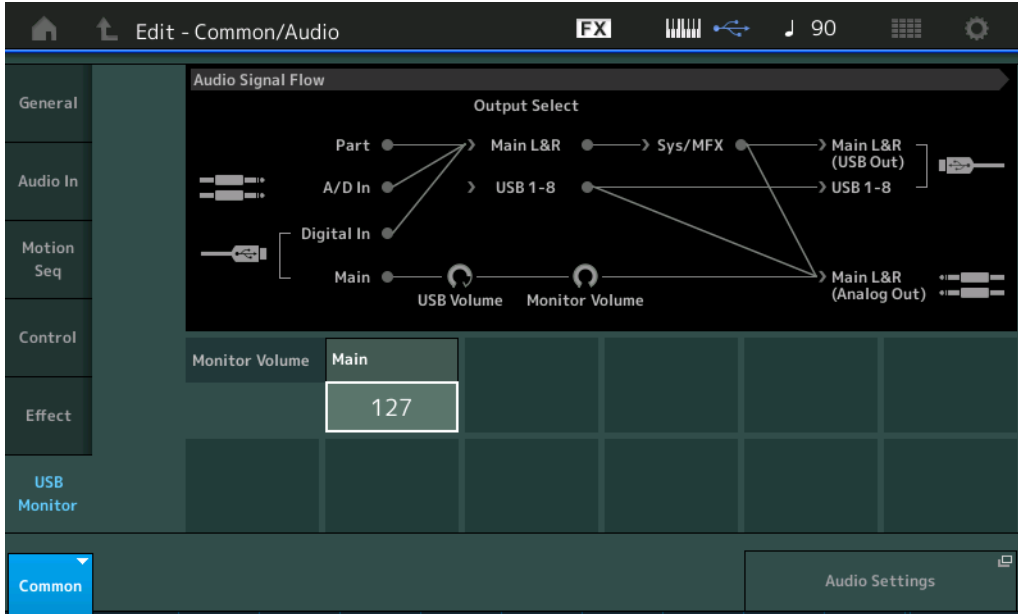 Edit - Common/Audio
FX
90
General
Audio In
Motion
Seq
Control
Effect
USB
Monitor
Common
Audio Signal Flow
Output Select
Part
Main L&R
Sys/MFX
Main L&R
(USB Out)
A/D In
USB 1-8
USB 1-8
Digital In
Main
USB Volume
Monitor Volume
Main L&R
(Analog Out)
Monitor Volume
Main
127
Audio Settings